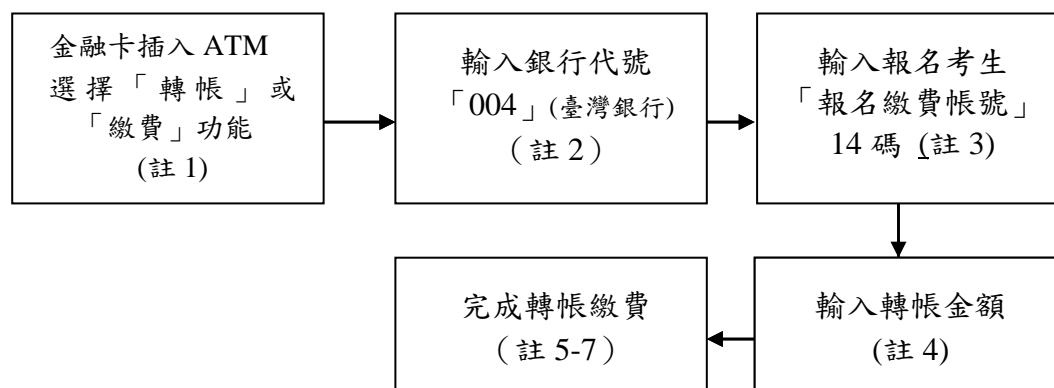 金融卡插入 ATM
選擇「轉帳」或
「繳費」功能
(註 1)
輸入銀行代號
「004」(臺灣銀行)
（註 2）
輸入報名考生
「報名繳費帳號」
14 碼 (註 3)
輸入轉帳金額
(註 4)
完成轉帳繳費
（註 5-7）